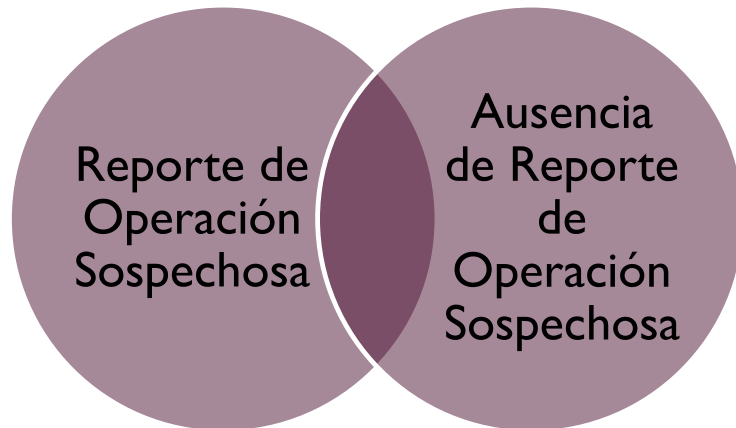 Reporte de
Operación
Sospechosa
Ausencia
de Reporte
de
Operación
Sospechosa